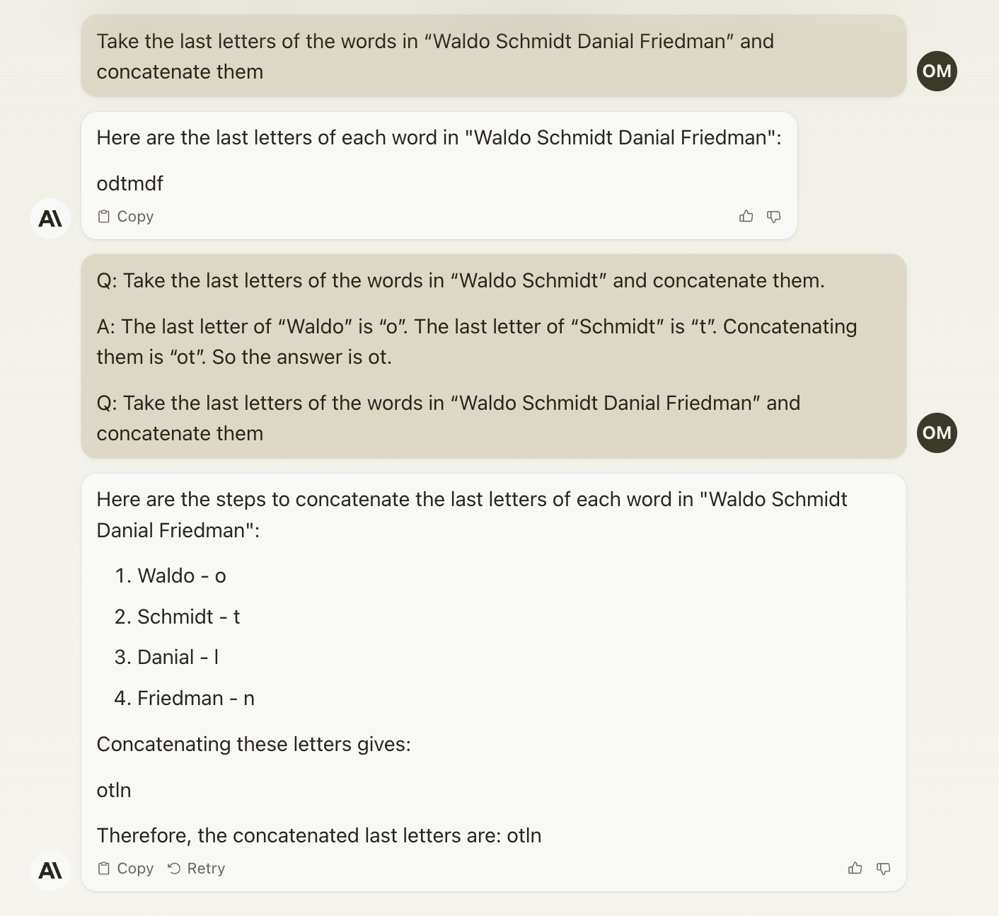 Take the last letters of the words in “Waldo Schmidt Danial Friedman” and
concatenate them
OM
Here are the last letters of each word in "Waldo Schmidt Danial Friedman":
odtmdf
Copy
A\
Q: Take the last letters of the words in “Waldo Schmidt” and concatenate them.
A: The last letter of “Waldo” is “o”. The last letter of “Schmidt” is “t”. Concatenating
them is “ot”. So the answer is ot.
Q: Take the last letters of the words in “Waldo Schmidt Danial Friedman” and
concatenate them
OM
Here are the steps to concatenate the last letters of each word in "Waldo Schmidt
Danial Friedman":
1. Waldo - o
2. Schmidt - t
3. Danial - l
4. Friedman - n
Concatenating these letters gives:
otln
Therefore, the concatenated last letters are: otln
Copy Retry
A\